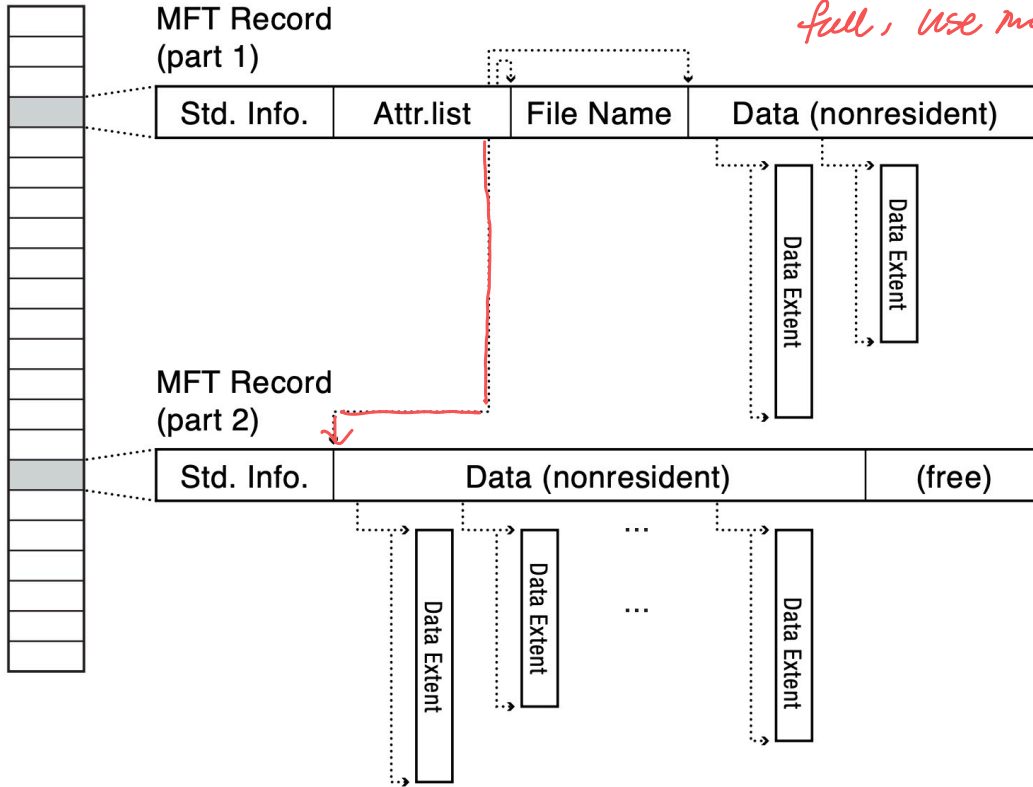 MFT Record
(part 1)
full, use
Std. Info.
Attr.list
File Name
Data (nonresident)
Data Extent
Data Extent
MFT Record
(part 2)
Std. Info.
Data (nonresident)
(free)
Data Extent
Data Extent
...
...
Data Extent